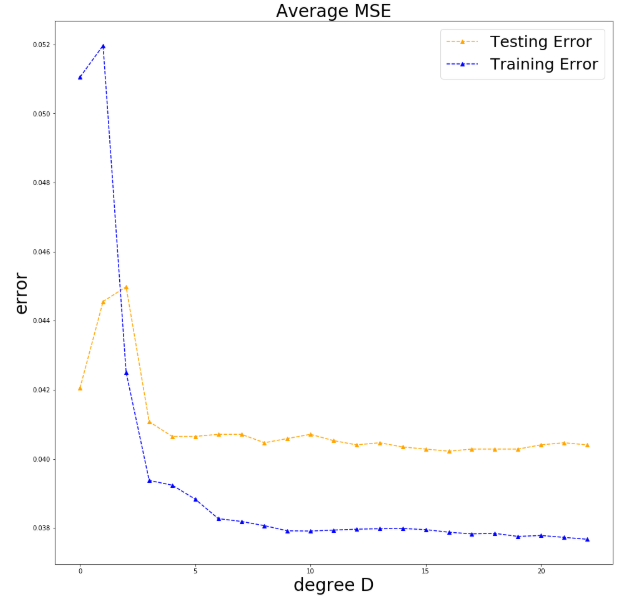 Average MSE
Testing Error
Training Error
0.052
0.050
0.048
0.046
0.044
0.042
0.040
0.038
error
0 5 10 15 20
degree D